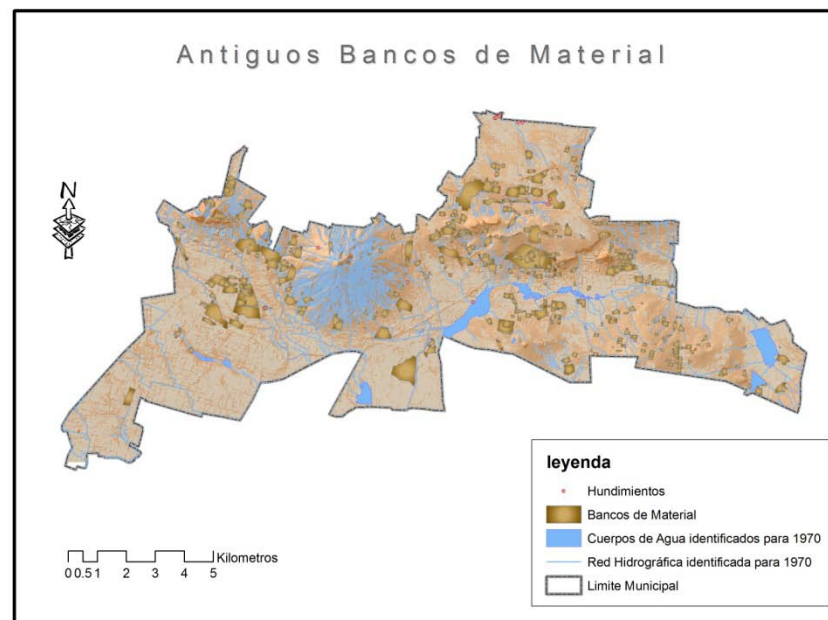 Antiguos Bancos de Material
N
leyenda
Hundimientos
Bancos de Material
Cuerpos de Agua identificados para 1970
Red Hidrográfica identificada para 1970
Limite Municipal
Kilometros
0 0.5 1 2 3 4 5